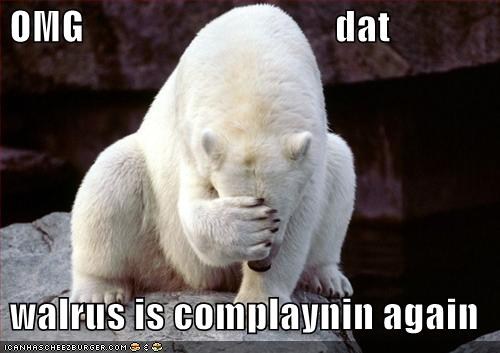 OMG dat
walrus is complaynin again
ICANHASCHEEZBURGER.COM